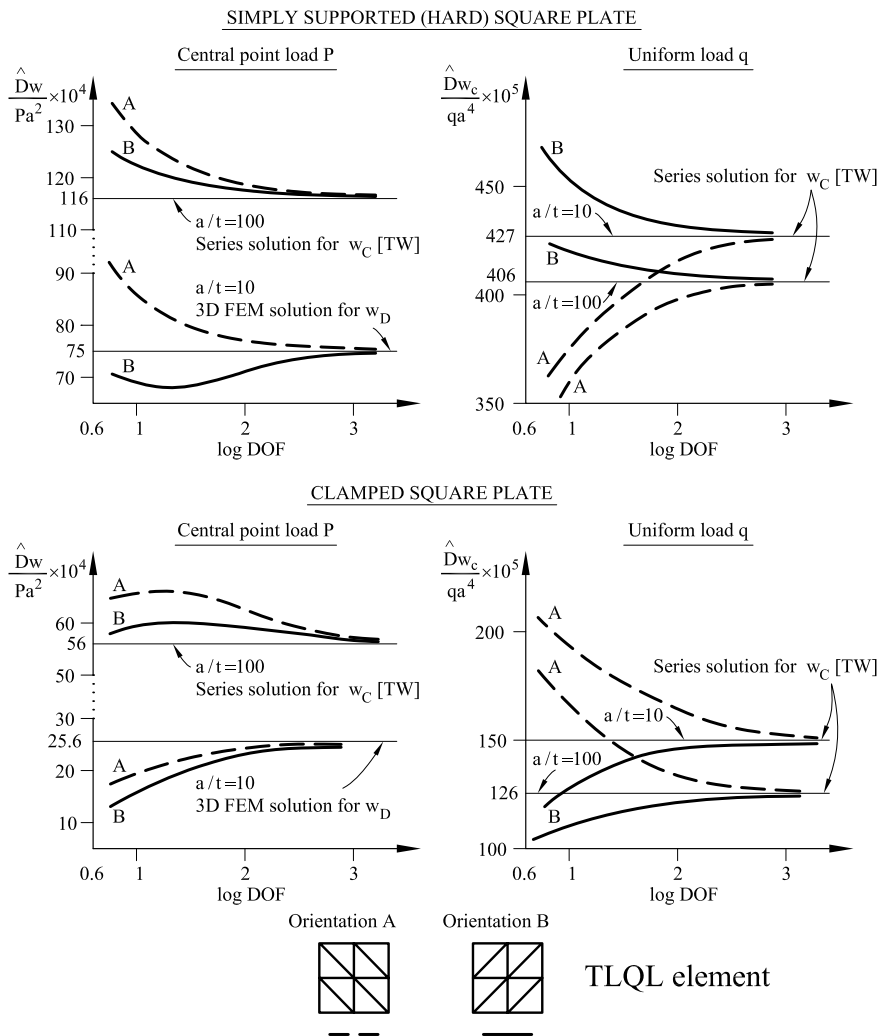 SIMPLY SUPPORTED (HARD) SQUARE PLATE
Central point load P
D̂w/Pa² ×10⁴
130
120
116
110
90
80
75
70
A
B
a/t=100
Series solution for w_C [TW]
A
a/t=10
3D FEM solution for w_D
B
0.6 1 2 3
log DOF
Uniform load q
D̂w_c/qa⁴ ×10⁵
450
427
406
400
350
B
Series solution for w_C [TW]
a/t=10
B
a/t=100
A
A
0.6 1 2 3
log DOF
CLAMPED SQUARE PLATE
Central point load P
D̂w/Pa² ×10⁴
60
56
50
30
25.6
20
10
A
B
a/t=100
Series solution for w_C [TW]
A
a/t=10
3D FEM solution for w_D
B
0.6 1 2 3
log DOF
Uniform load q
D̂w_c/qa⁴ ×10⁵
200
150
126
100
A
A
Series solution for w_C [TW]
a/t=10
a/t=100
B
0.6 1 2 3
log DOF
Orientation A
Orientation B
TLQL element